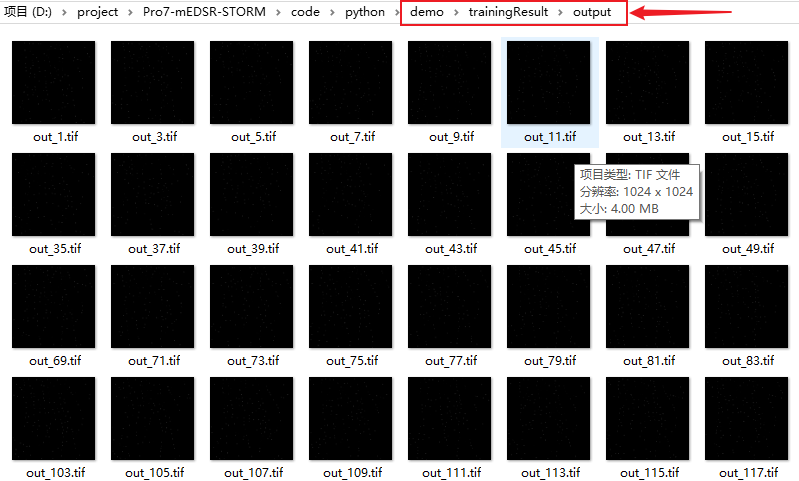 项目 (D:) > project > Pro7-mEDSR-STORM > code > python > demo > trainingResult > output
out_1.tif out_3.tif out_5.tif out_7.tif out_9.tif out_11.tif out_13.tif out_15.tif
项目类型: TIF 文件
分辨率: 1024 x 1024
大小: 4.00 MB
out_35.tif out_37.tif out_39.tif out_41.tif out_43.tif out_45.tif out_47.tif out_49.tif
out_69.tif out_71.tif out_73.tif out_75.tif out_77.tif out_79.tif out_81.tif out_83.tif
out_103.tif out_105.tif out_107.tif out_109.tif out_111.tif out_113.tif out_115.tif out_117.tif